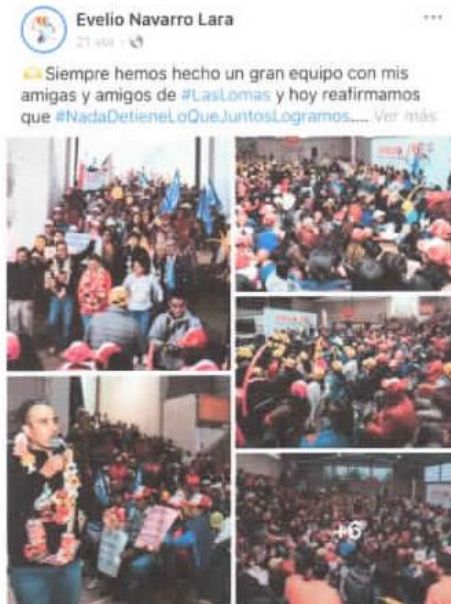 Evelio Navarro Lara
Siempre hemos hecho un gran equipo con mis
amigas y amigos de #LasLomas y hoy reafirmamos
que #NadaDetieneLoQueJuntosLogramos.... Ver más
+6